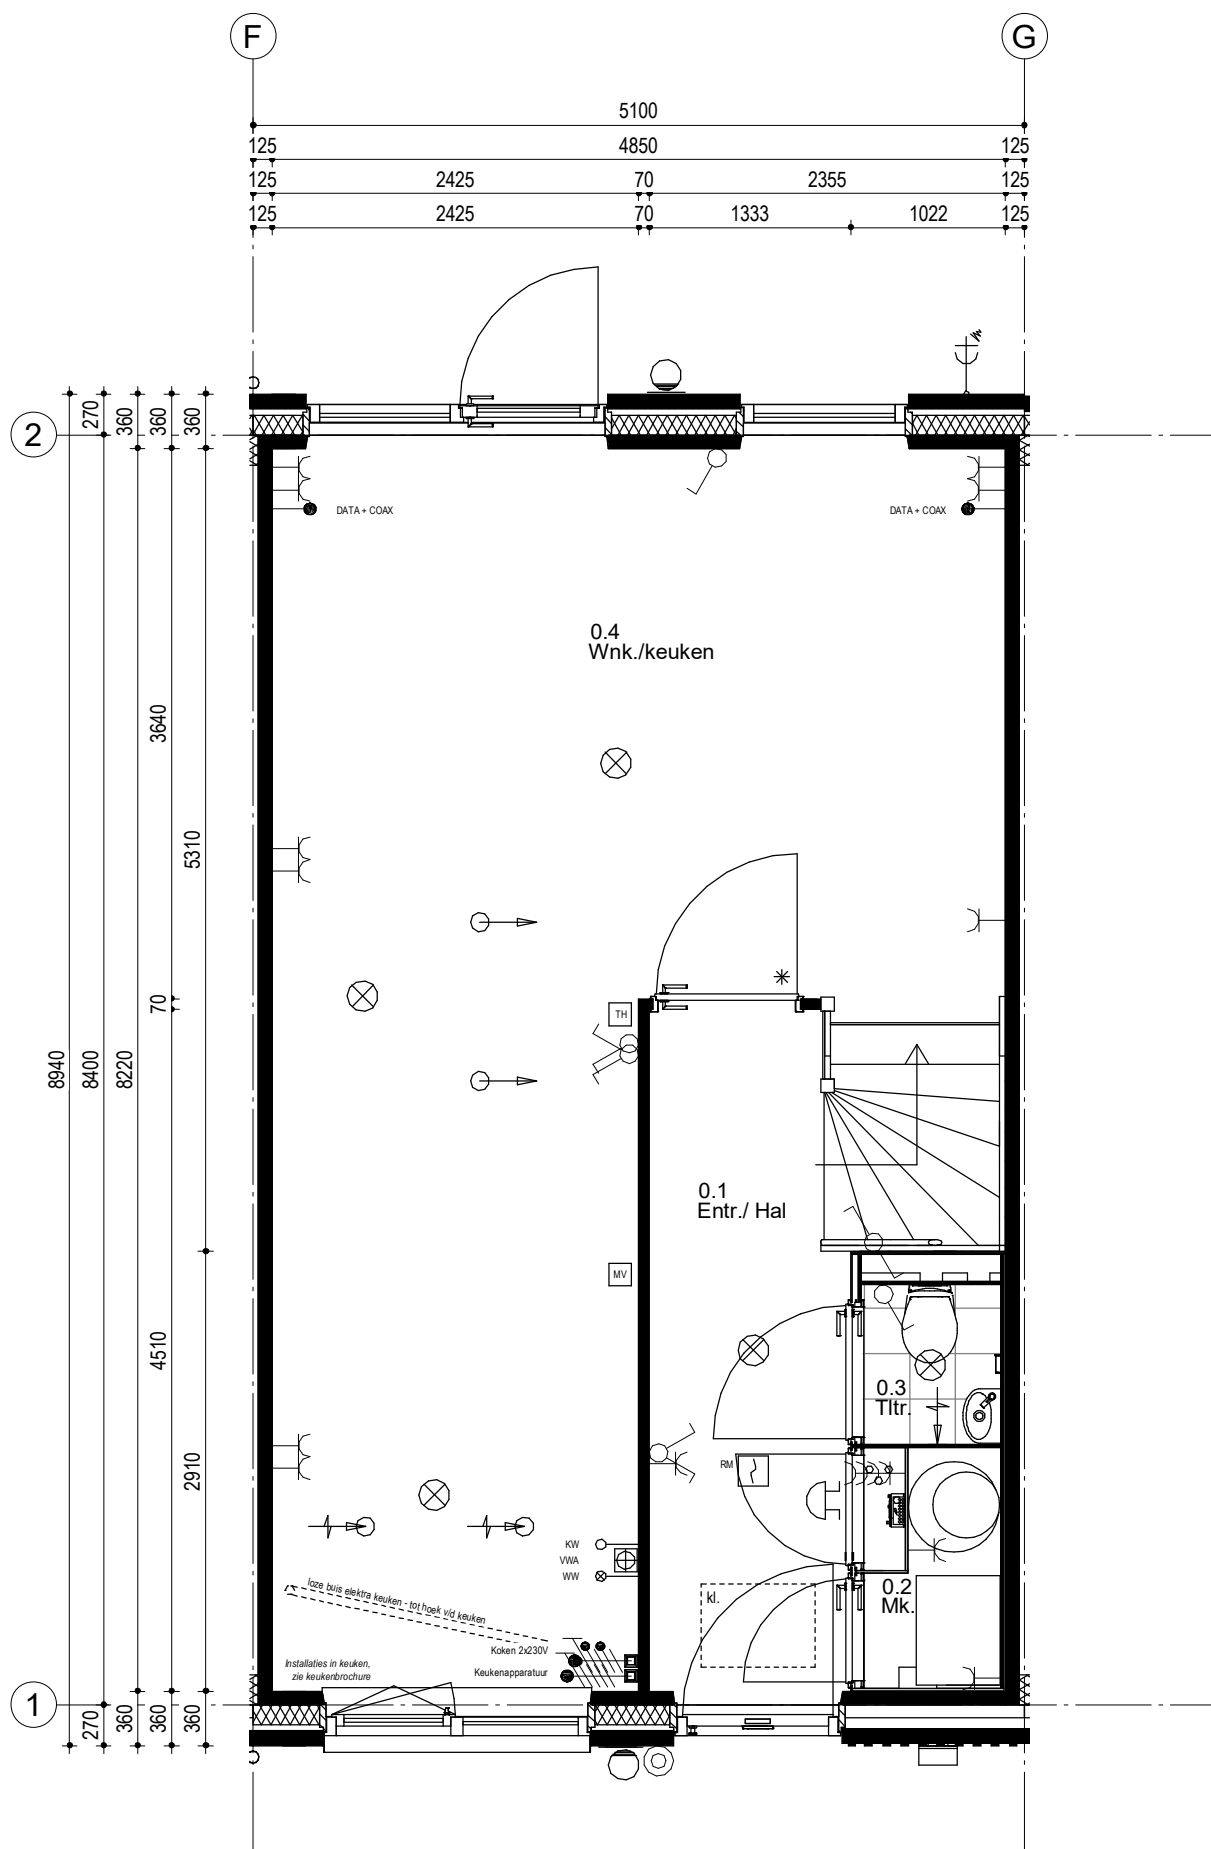 F
G
5100
125 4850 125
125 2425 70 2355 125
125 2425 70 1333 1022 125
2
270
360
360
360
DATA + COAX
DATA + COAX
0.4
Wnk./keuken
3640
5310
70
8940
8400
8220
TH
0.1
Entr./ Hal
MV
4510
2910
0.3
Tltr.
RM
KW
VWA
WW
0.2
Mk.
kl.
loze buis elektra keuken - tot hoek v/d keuken
Koken 2x230V
Installaties in keuken,
zie keukenbrochure
Keukenapparatuur
1
270
360
360
360